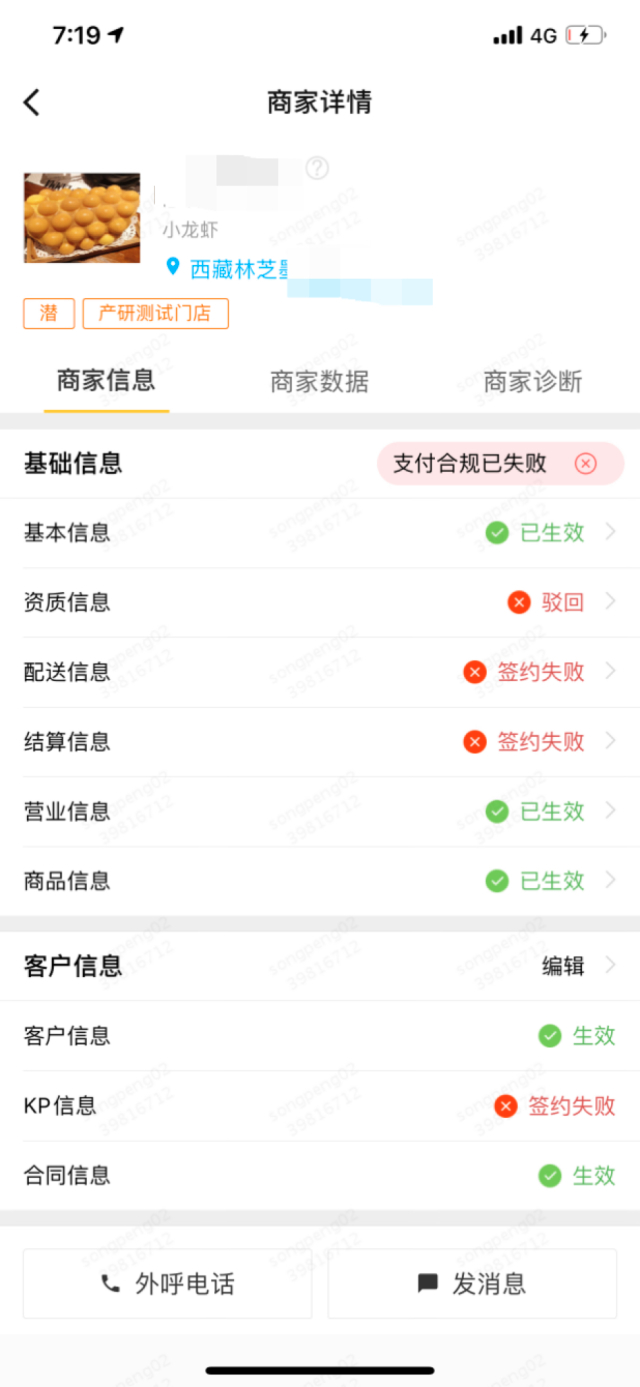 7:19 4G
商家详情
小龙虾
西藏林芝墨
潜 产研测试门店
商家信息 商家数据 商家诊断
基础信息 支付合规已失败
基本信息 已生效
资质信息 驳回
配送信息 签约失败
结算信息 签约失败
营业信息 已生效
商品信息 已生效
客户信息 编辑
客户信息 生效
KP信息 签约失败
合同信息 生效
外呼电话 发消息
songpeng02
39816712